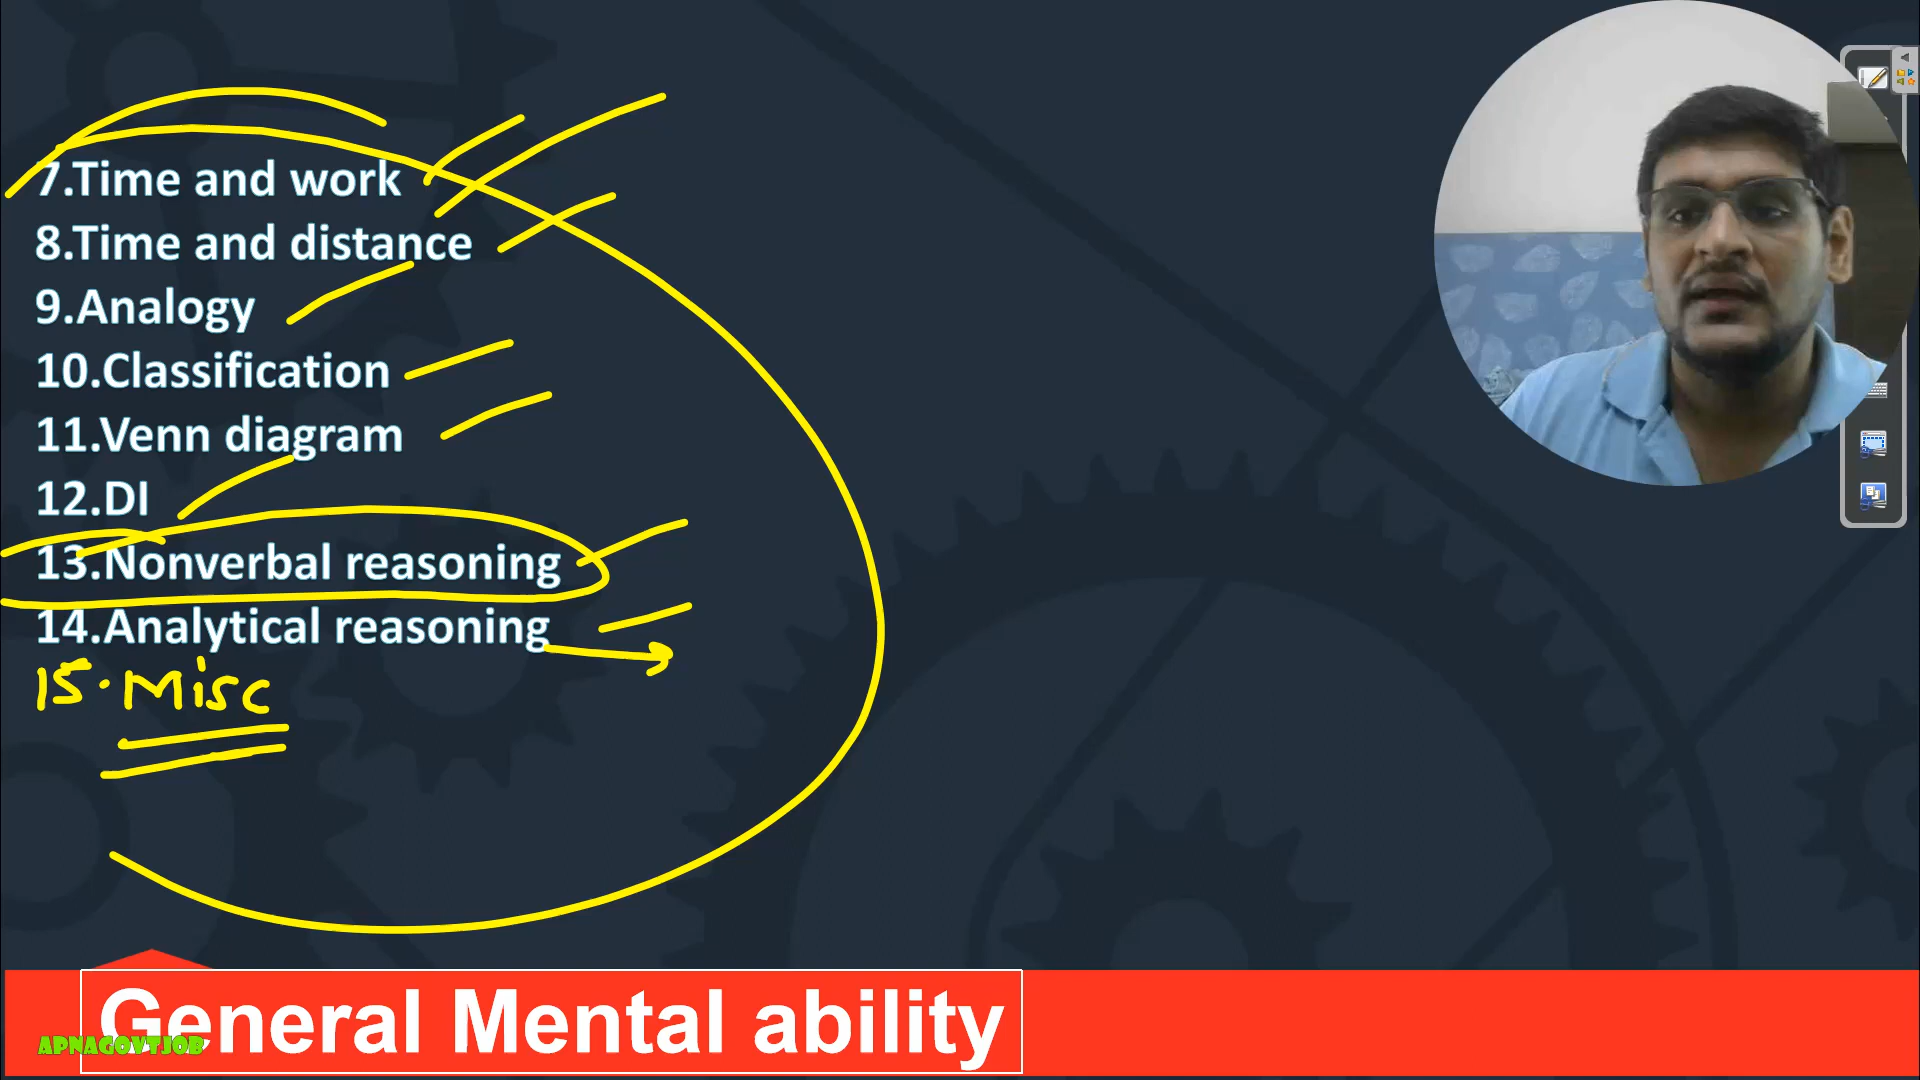 7.Time and work
8.Time and distance
9.Analogy
10.Classification
11.Venn diagram
12.DI
13.Nonverbal reasoning
14.Analytical reasoning
15.Misc
General Mental ability
APNAGOVTJOB